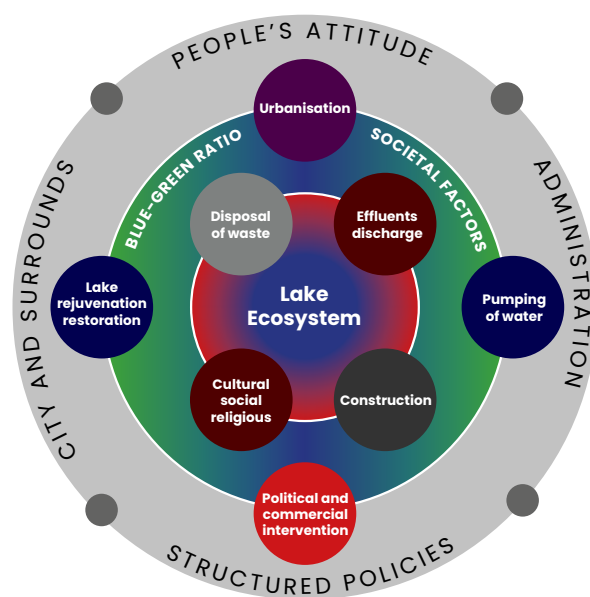 PEOPLE'S ATTITUDE
Urbanisation
BLUE-GREEN RATIO
SOCIETAL FACTORS
CITY AND SURROUNDS
ADMINISTRATION
Disposal
of waste
Effluents
discharge
Lake
rejuvenation
restoration
Lake
Ecosystem
Pumping
of water
Cultural
social
religious
Construction
Political and
commercial
intervention
STRUCTURED POLICIES